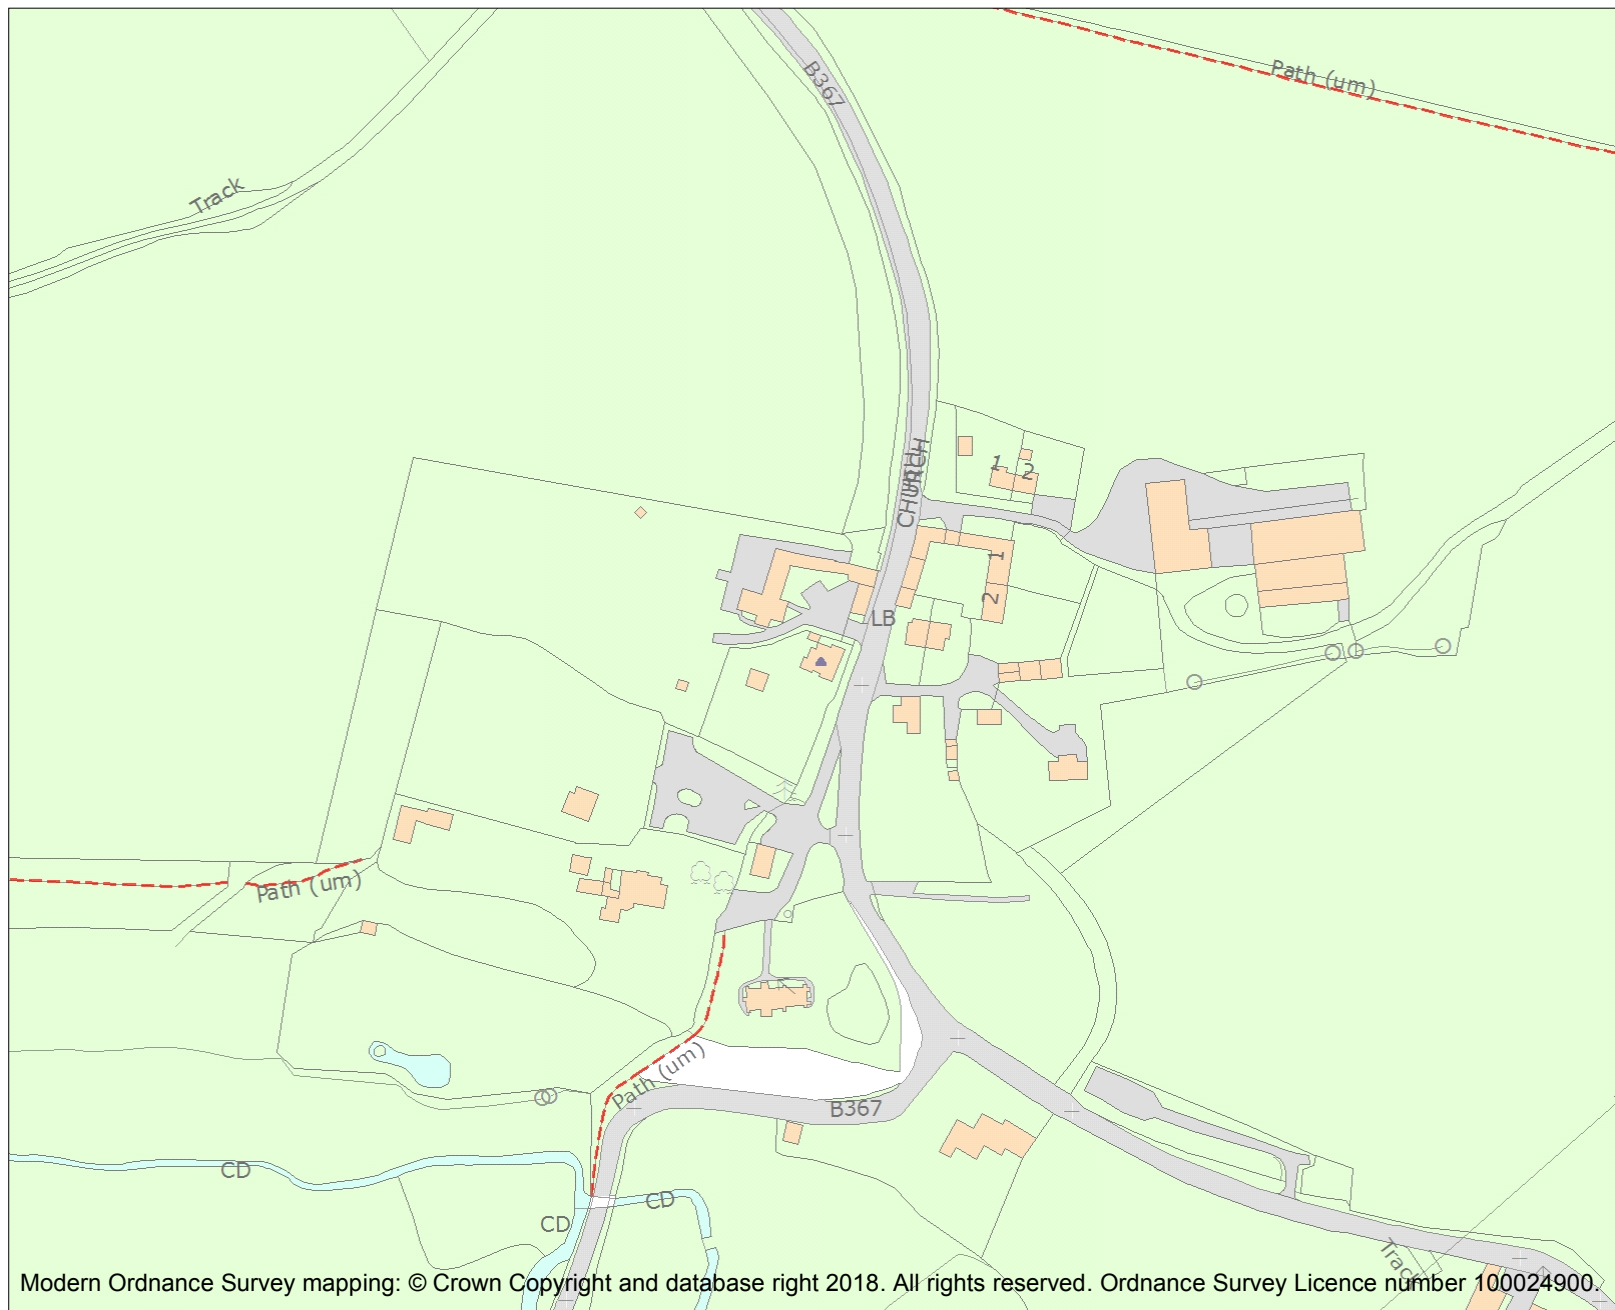 B367
Path (um)
Track
CHURCH
1
2
1
2
LB
Path (um)
Path (um)
B367
CD
CD
CD
Track
Modern Ordnance Survey mapping: © Crown Copyright and database right 2018. All rights reserved. Ordnance Survey Licence number 100024900.